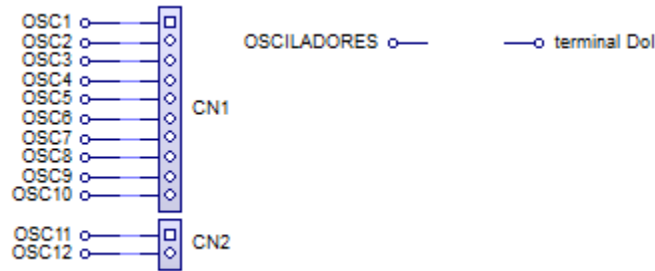 OSC1
OSC2
OSC3
OSC4
OSC5
OSC6
OSC7
OSC8
OSC9
OSC10
CN1
OSCILADORES
terminal Dol
OSC11
OSC12
CN2